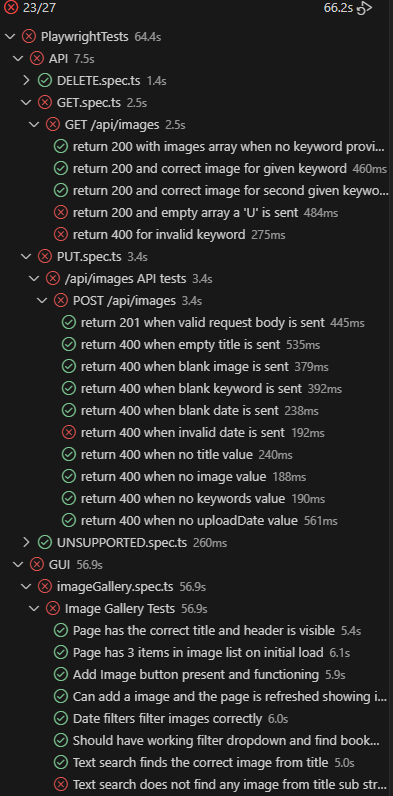 23/27 66.2s
PlaywrightTests 64.4s
API 7.5s
DELETE.spec.ts 1.4s
GET.spec.ts 2.5s
GET /api/images 2.5s
return 200 with images array when no keyword provi...
return 200 and correct image for given keyword 460ms
return 200 and correct image for second given keywo...
return 200 and empty array a 'U' is sent 484ms
return 400 for invalid keyword 275ms
PUT.spec.ts 3.4s
/api/images API tests 3.4s
POST /api/images 3.4s
return 201 when valid request body is sent 445ms
return 400 when empty title is sent 535ms
return 400 when blank image is sent 379ms
return 400 when blank keyword is sent 392ms
return 400 when blank date is sent 238ms
return 400 when invalid date is sent 192ms
return 400 when no title value 240ms
return 400 when no image value 188ms
return 400 when no keywords value 190ms
return 400 when no uploadDate value 561ms
UNSUPPORTED.spec.ts 260ms
GUI 56.9s
imageGallery.spec.ts 56.9s
Image Gallery Tests 56.9s
Page has the correct title and header is visible 5.4s
Page has 3 items in image list on initial load 6.1s
Add Image button present and functioning 5.9s
Can add a image and the page is refreshed showing i...
Date filters filter images correctly 6.0s
Should have working filter dropdown and find book...
Text search finds the correct image from title 5.0s
Text search does not find any image from title sub str...